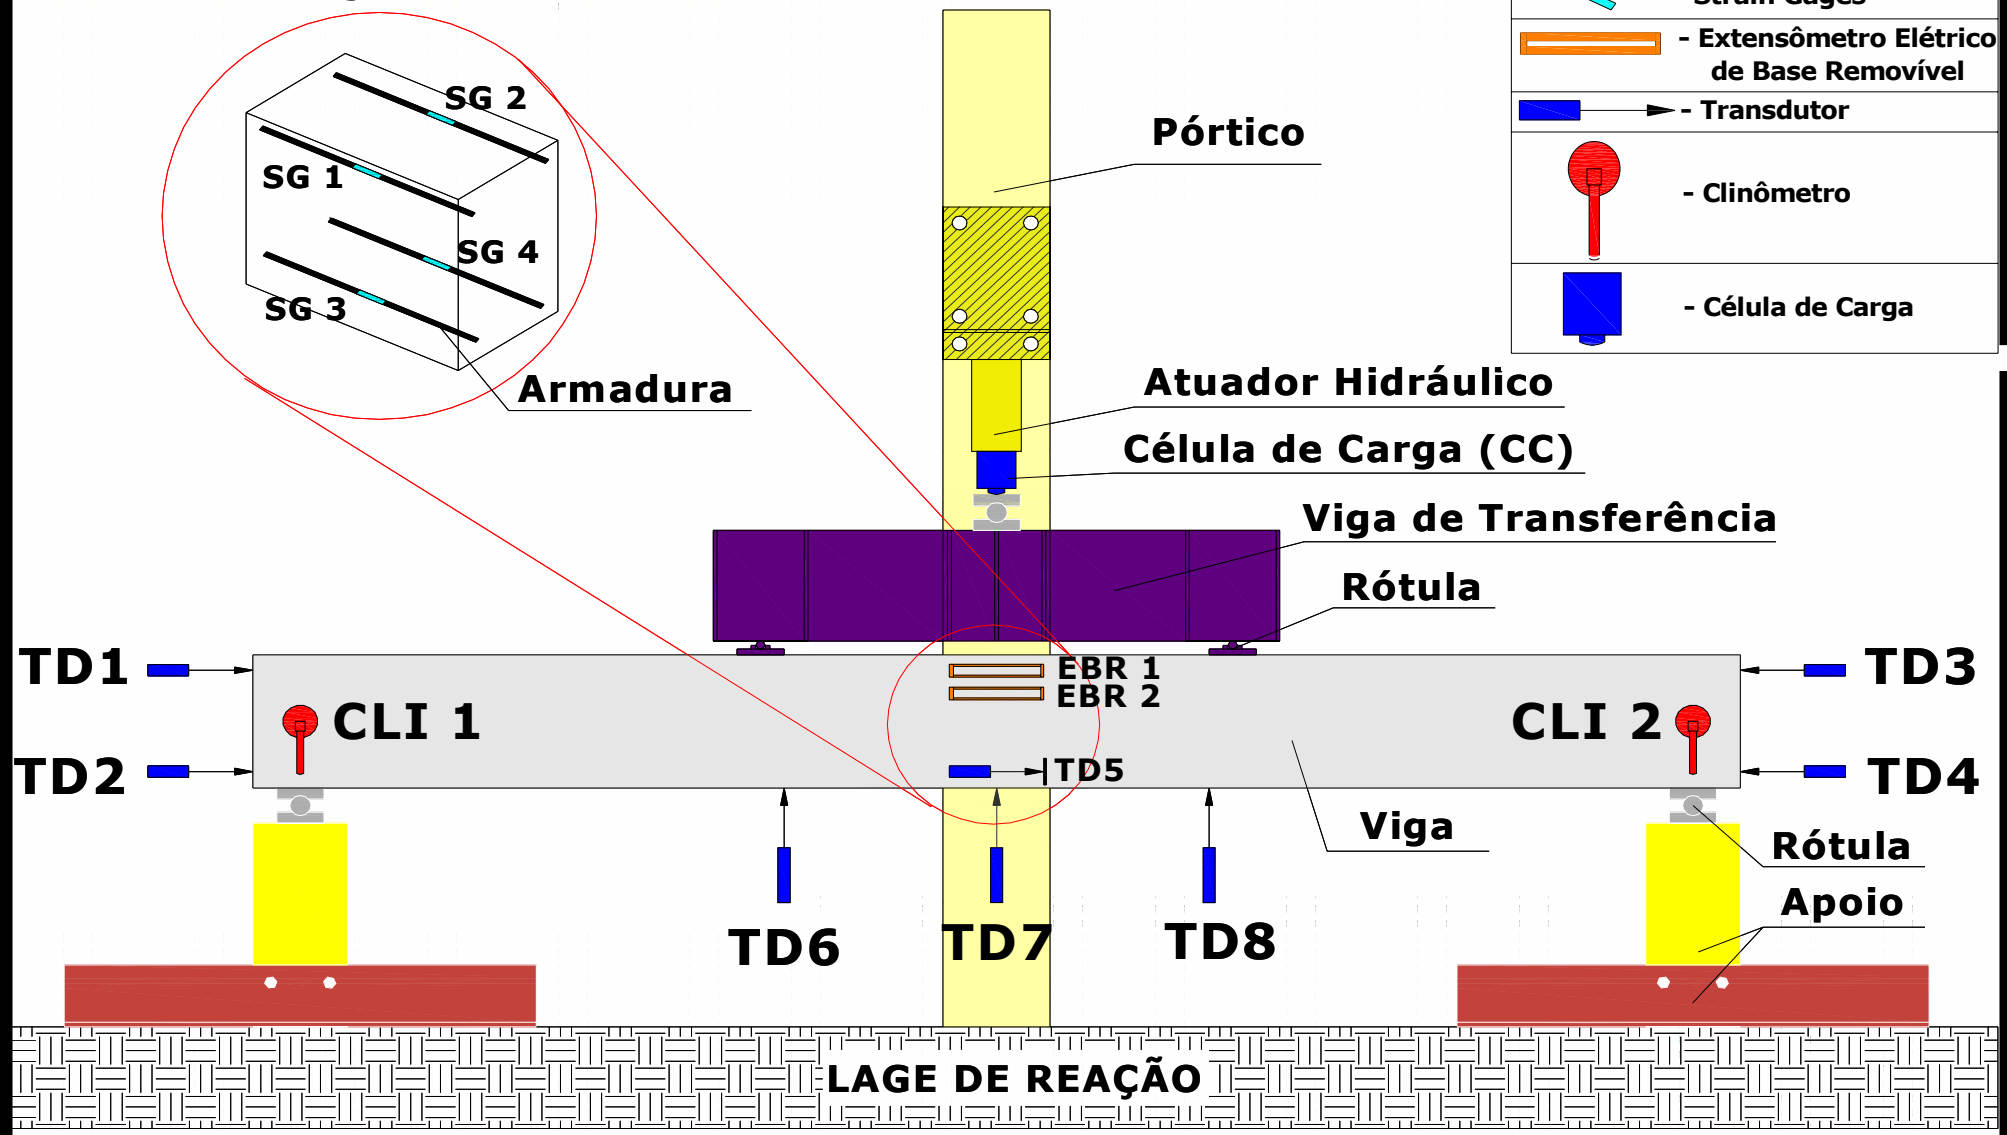 Strain Gages
- Extensômetro Elétrico
de Base Removível
- Transdutor
- Clinômetro
- Célula de Carga
SG 2
SG 1
SG 4
SG 3
Armadura
Pórtico
Atuador Hidráulico
Célula de Carga (CC)
Viga de Transferência
Rótula
TD1
EBR 1
EBR 2
TD3
CLI 1
CLI 2
TD2
TD5
TD4
Viga
Rótula
Apoio
TD6
TD7
TD8
LAGE DE REAÇÃO